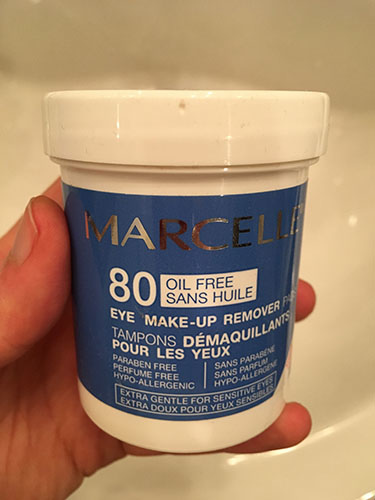 MARCELLE
80 OIL FREE
SANS HUILE
EYE MAKE-UP REMOVER
TAMPONS DÉMAQUILLANTS
POUR LES YEUX
PARABEN FREE
PERFUME FREE
HYPO-ALLERGENIC
SANS PARABÈNE
SANS PARFUM
HYPO-ALLERGÈNE
EXTRA GENTLE FOR SENSITIVE EYES
EXTRA DOUX POUR YEUX SENSIBLES